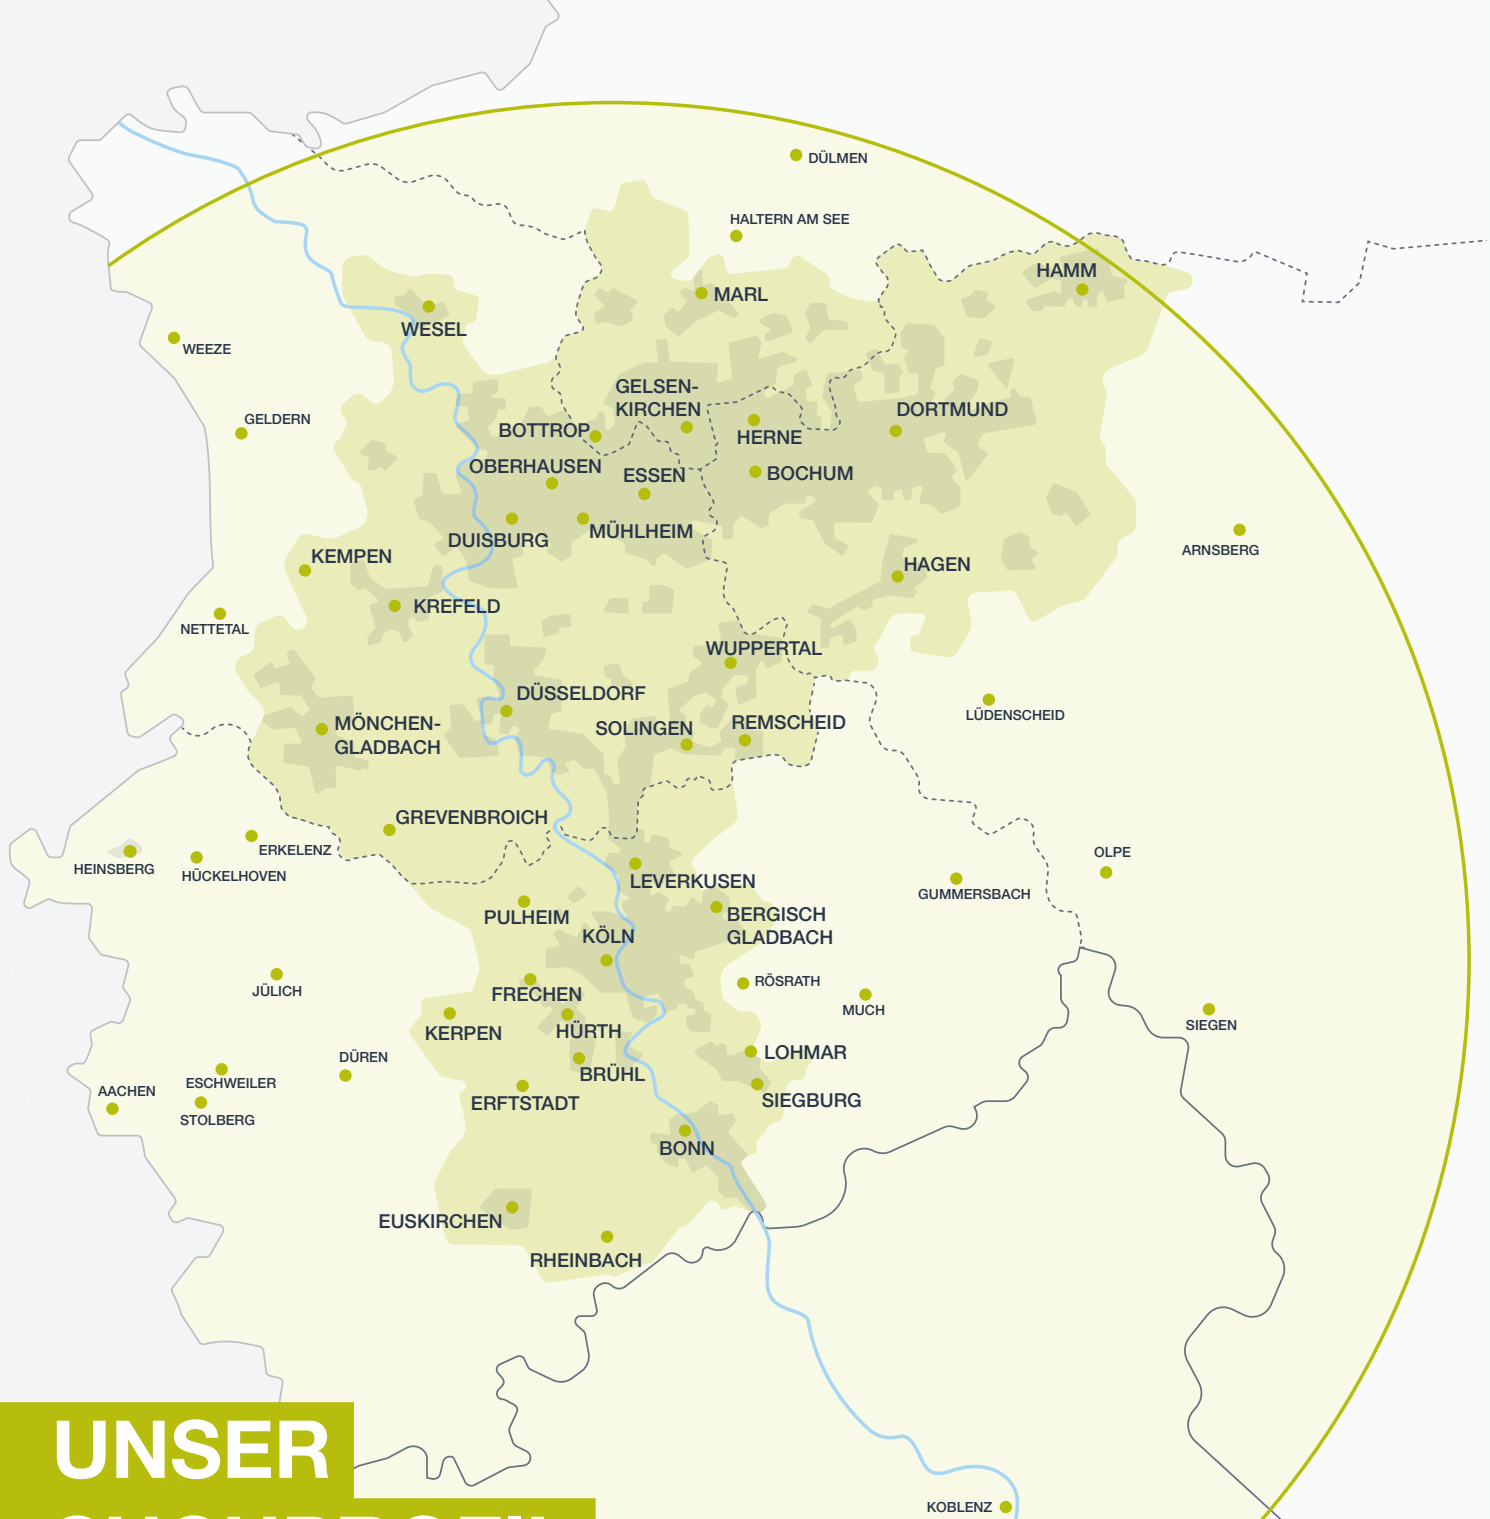 DÜLMEN
HALTERN AM SEE
HAMM
MARL
WESEL
WEEZE
GELSEN-
KIRCHEN
GELDERN
DORTMUND
BOTTROP
HERNE
OBERHAUSEN
ESSEN
BOCHUM
MÜHLHEIM
DUISBURG
ARNSBERG
KEMPEN
HAGEN
KREFELD
NETTETAL
WUPPERTAL
DÜSSELDORF
LÜDENSCHEID
MÖNCHEN-
GLADBACH
SOLINGEN
REMSCHEID
GREVENBROICH
ERKELENZ
OLPE
HEINSBERG
HÜCKELHOVEN
LEVERKUSEN
GUMMERSBACH
PULHEIM
BERGISCH
GLADBACH
KÖLN
RÖSRATH
JÜLICH
FRECHEN
MUCH
KERPEN
HÜRTH
SIEGEN
DÜREN
LOHMAR
BRÜHL
ESCHWEILER
AACHEN
ERFTSTADT
SIEGBURG
STOLBERG
BONN
EUSKIRCHEN
RHEINBACH
UNSER
KOBLENZ